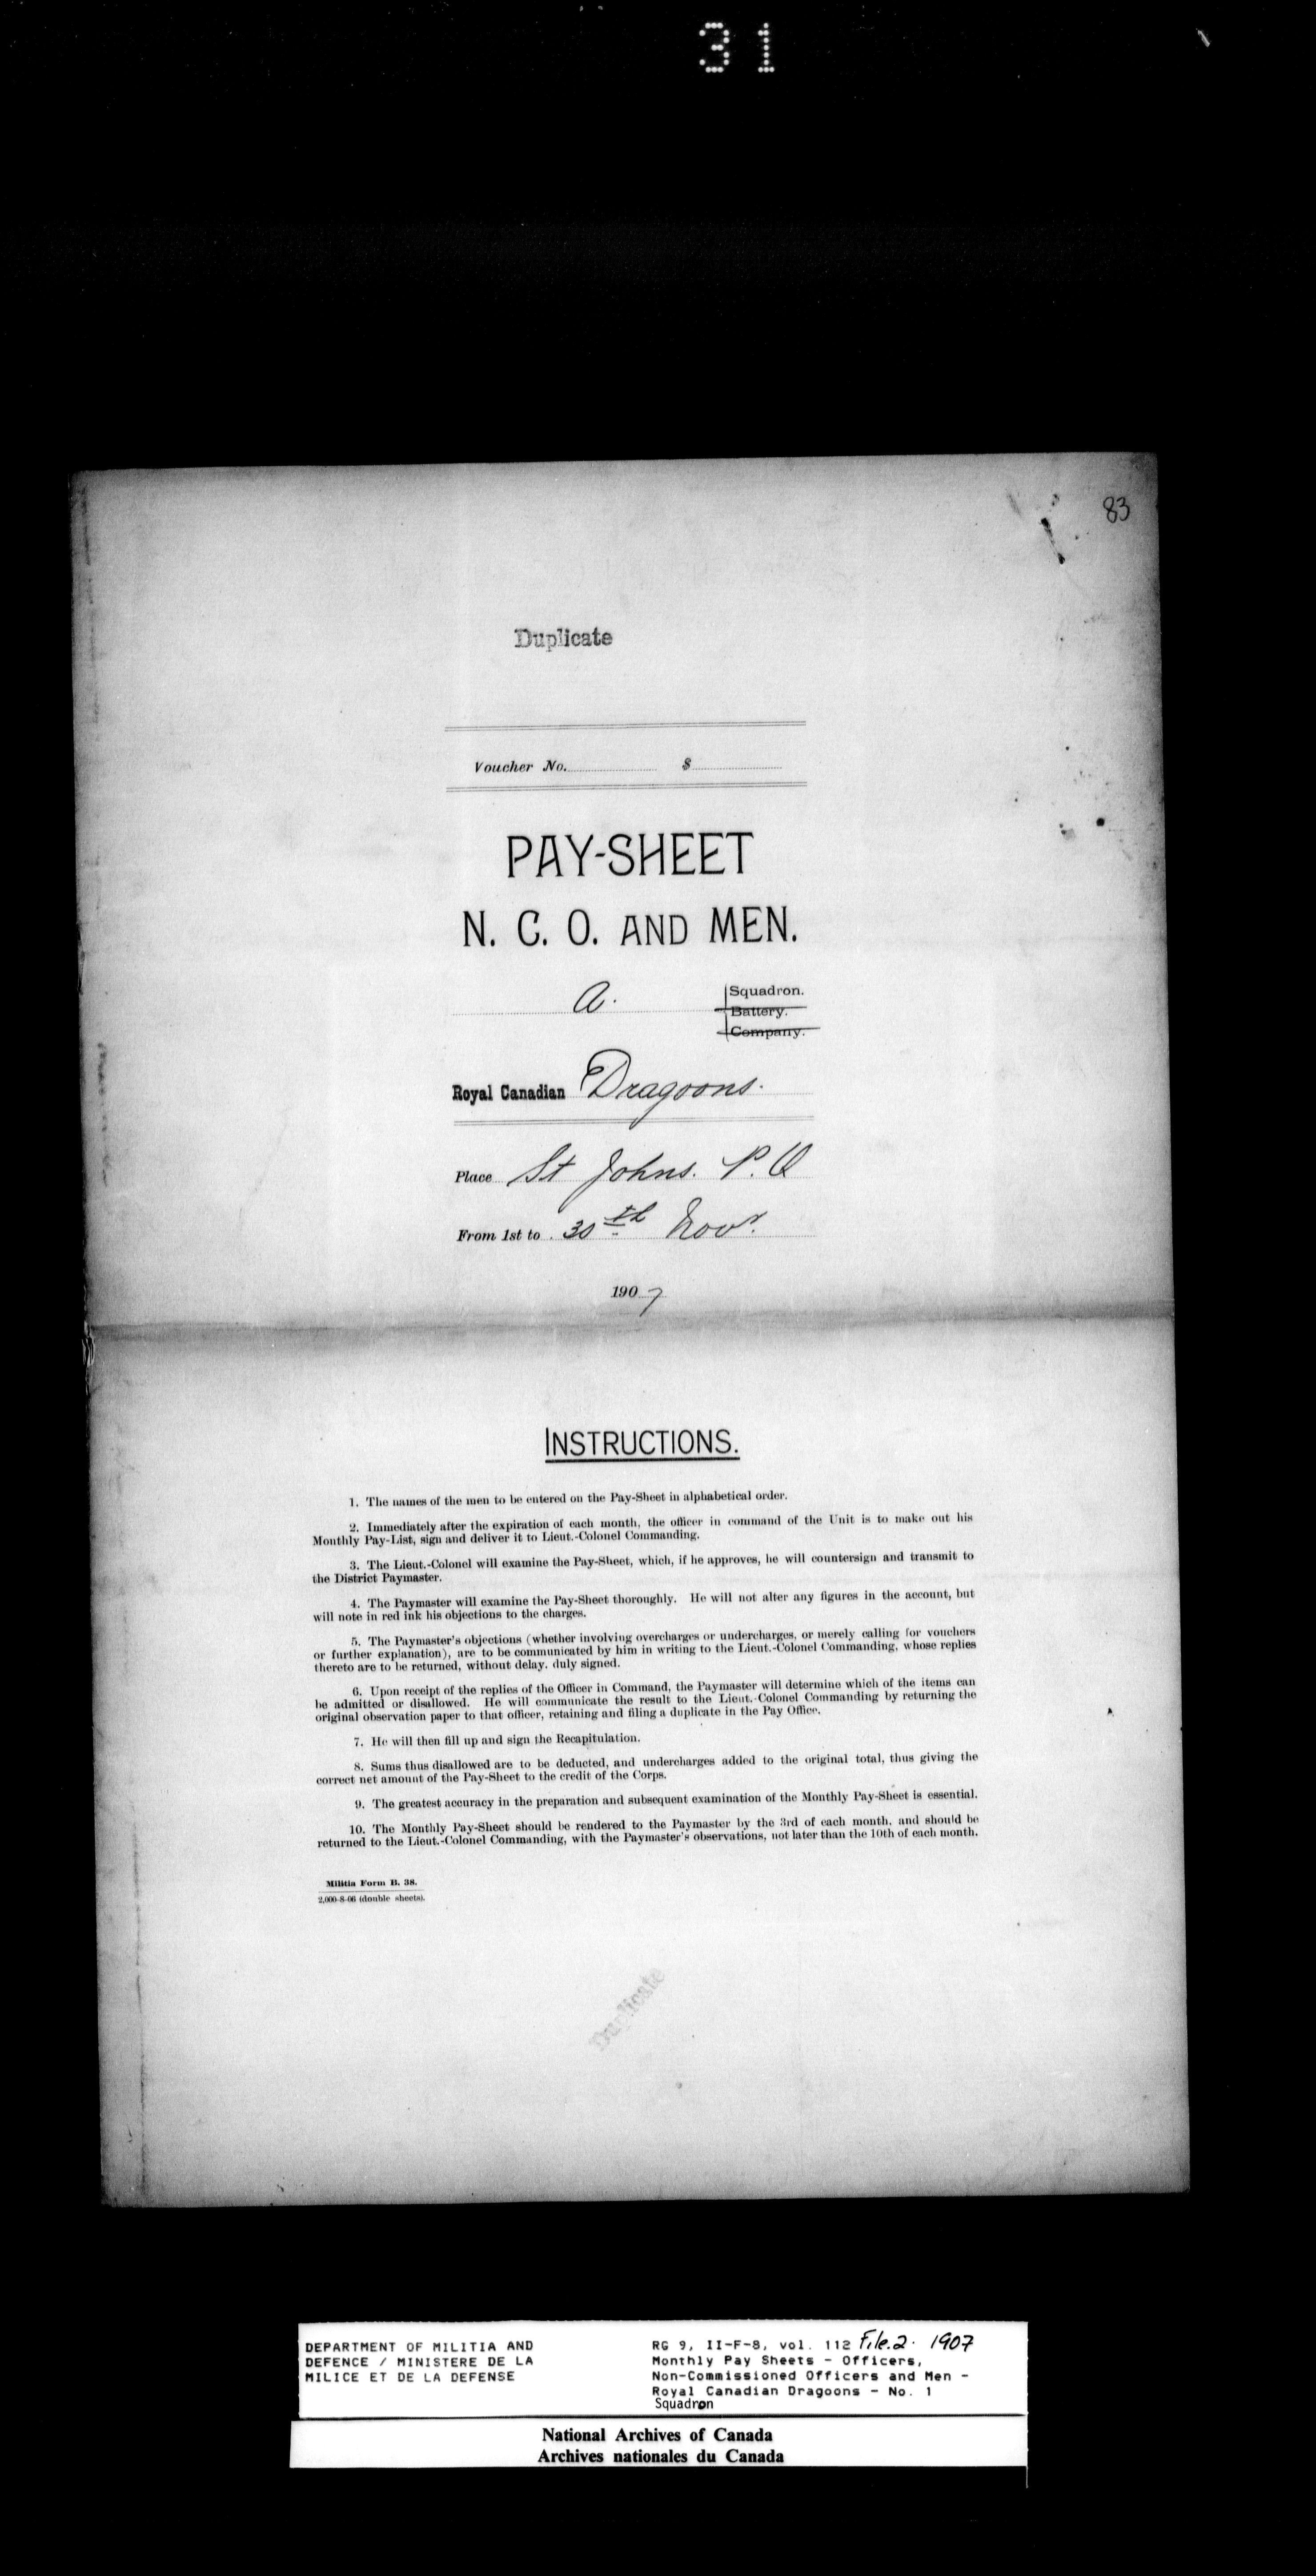 31
83
Duplicate
Voucher No. $
PAY-SHEET
N. C. O. AND MEN.
A.
Squadron.
Battery.
Company.
Royal Canadian Dragoons.
Place St Johns. P. Q
From 1st to 30th Novr.
1907
INSTRUCTIONS.
1. The names of the men to be entered on the Pay-Sheet in alphabetical order.
2. Immediately after the expiration of each month, the officer in command of the Unit is to make out his
Monthly Pay-List, sign and deliver it to Lieut.-Colonel Commanding.
3. The Lieut.-Colonel will examine the Pay-Sheet, which, if he approves, he will countersign and transmit to
the District Paymaster.
4. The Paymaster will examine the Pay-Sheet thoroughly. He will not alter any figures in the account, but
will note in red ink his objections to the charges.
5. The Paymaster's objections (whether involving overcharges or undercharges, or merely calling for vouchers
or further explanation), are to be communicated by him in writing to the Lieut.-Colonel Commanding, whose replies
thereto are to be returned, without delay, duly signed.
6. Upon receipt of the replies of the Officer in Command, the Paymaster will determine which of the items can
be admitted or disallowed. He will communicate the result to the Lieut.-Colonel Commanding by returning the
original observation paper to that officer, retaining and filing a duplicate in the Pay Office.
7. He will then fill up and sign the Recapitulation.
8. Sums thus disallowed are to be deducted, and undercharges added to the original total, thus giving the
correct net amount of the Pay-Sheet to the credit of the Corps.
9. The greatest accuracy in the preparation and subsequent examination of the Monthly Pay-Sheet is essential.
10. The Monthly Pay-Sheet should be rendered to the Paymaster by the 3rd of each month, and should be
returned to the Lieut.-Colonel Commanding, with the Paymaster's observations, not later than the 10th of each month.
Militia Form B. 38.
2,000-8-06 (double sheets).
Duplicate
DEPARTMENT OF MILITIA AND
DEFENCE / MINISTERE DE LA
MILICE ET DE LA DEFENSE
RG 9, II-F-8, vol. 112 File.2. 1907
Monthly Pay Sheets - Officers,
Non-Commissioned Officers and Men -
Royal Canadian Dragoons - No. 1
Squadron
National Archives of Canada
Archives nationales du Canada